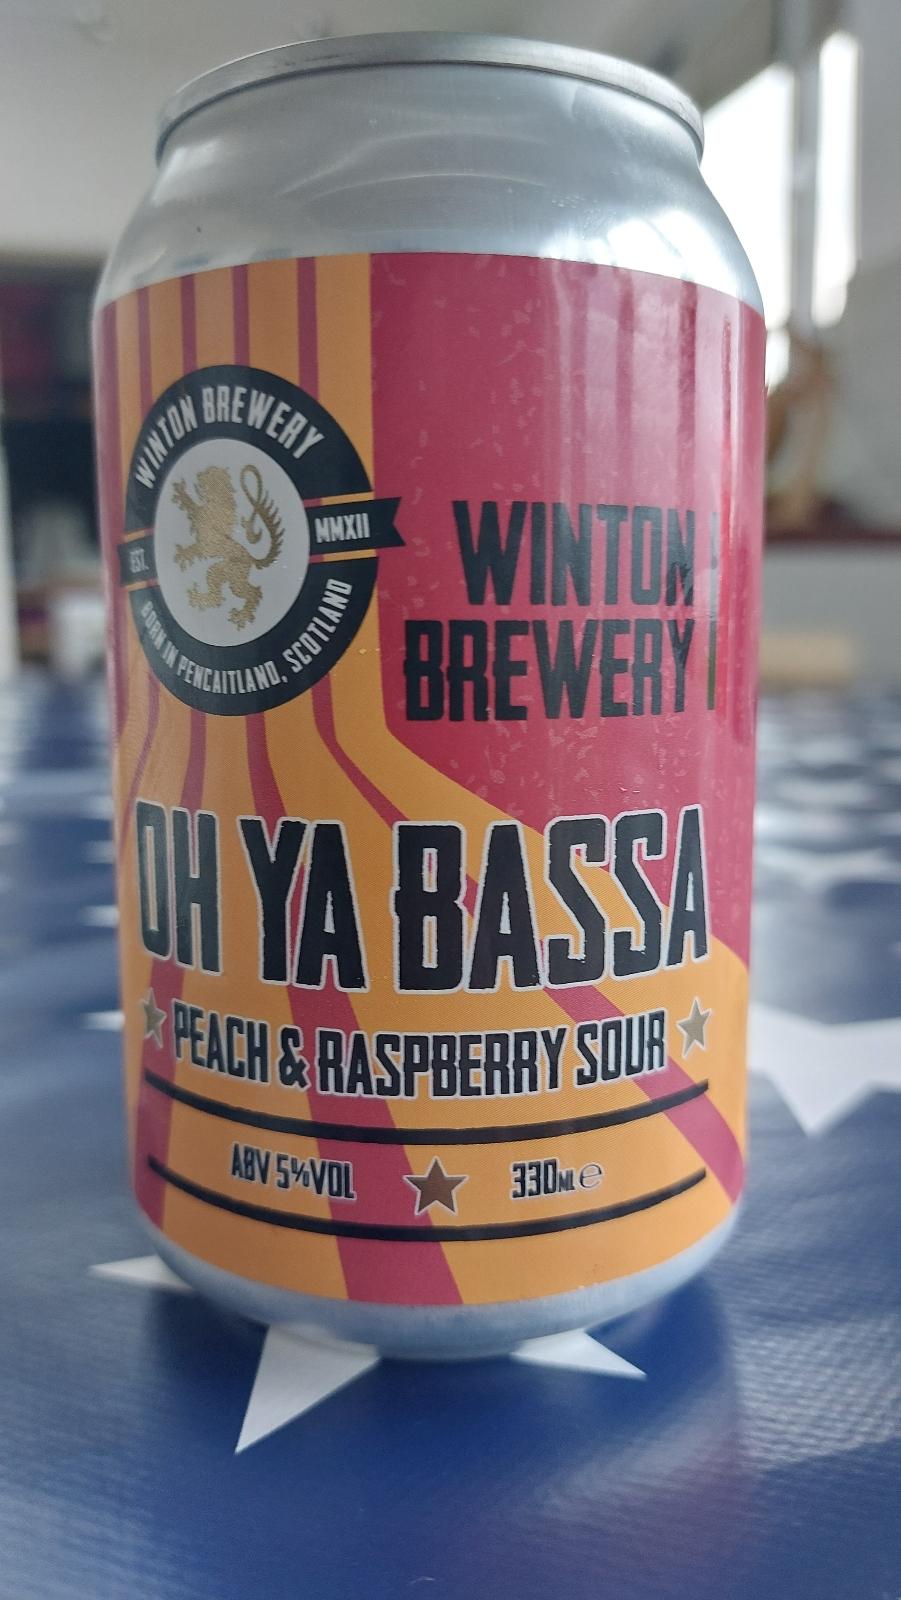 WINTON BREWERY
EST. MMXII
BORN IN PENCAITLAND, SCOTLAND
WINTON
BREWERY
OH YA BASSA
PEACH & RASPBERRY SOUR
ABV 5%VOL 330ML e